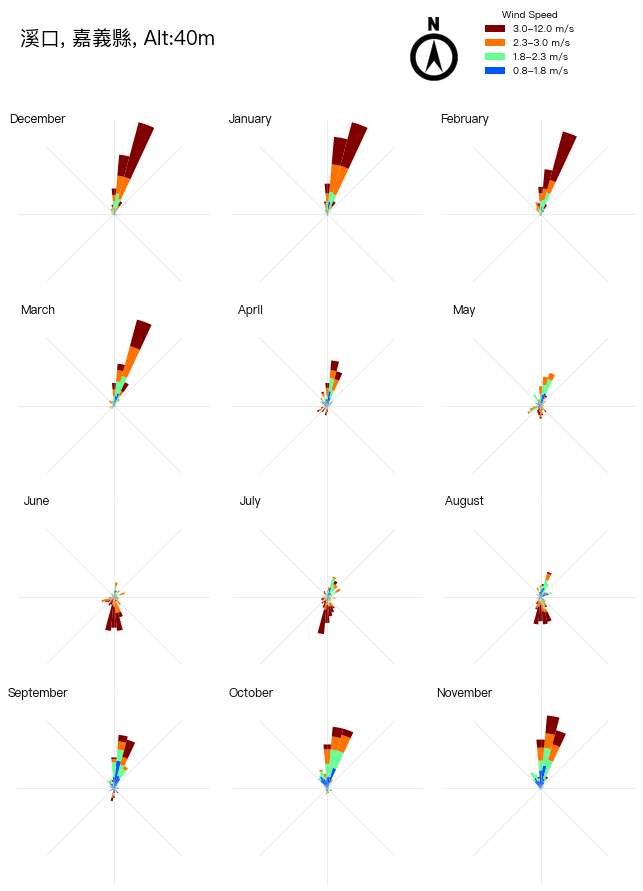 溪口, 嘉義縣, Alt:40m
N
Wind Speed
3.0–12.0 m/s
2.3–3.0 m/s
1.8–2.3 m/s
0.8–1.8 m/s
December
January
February
March
April
May
June
July
August
September
October
November